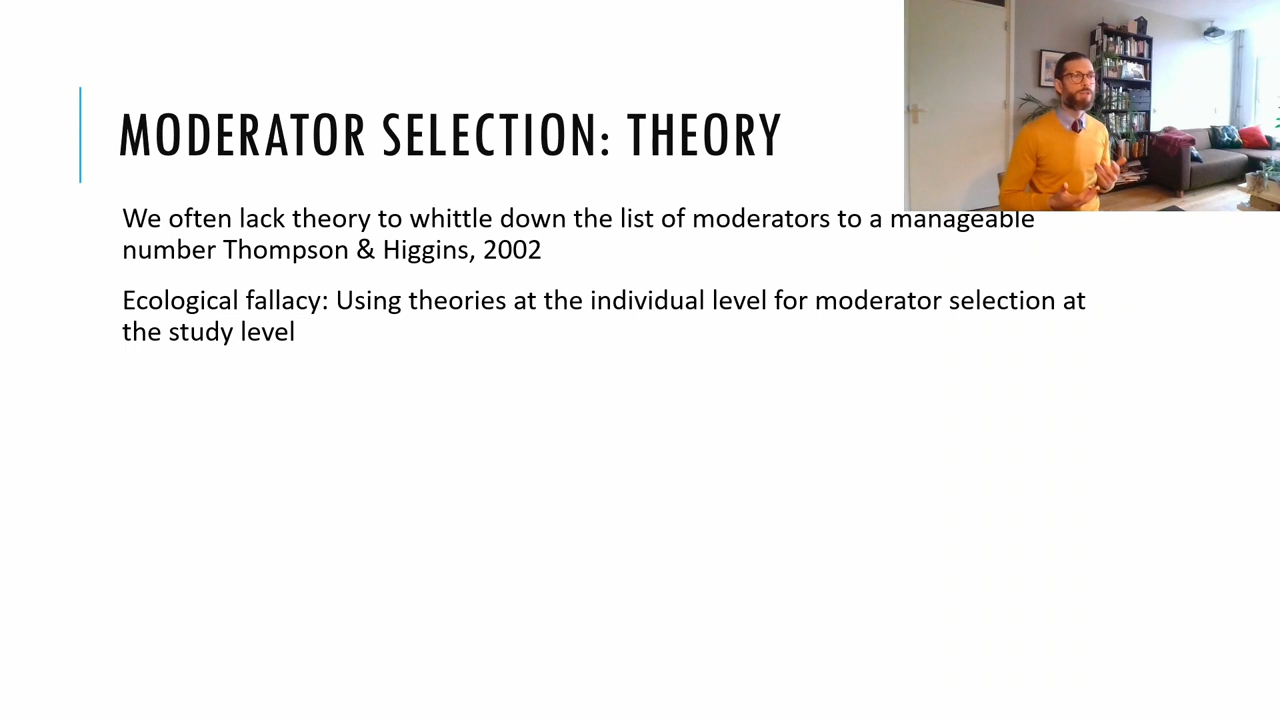 MODERATOR SELECTION: THEORY
We often lack theory to whittle down the list of moderators to a manageable
number Thompson & Higgins, 2002
Ecological fallacy: Using theories at the individual level for moderator selection at
the study level